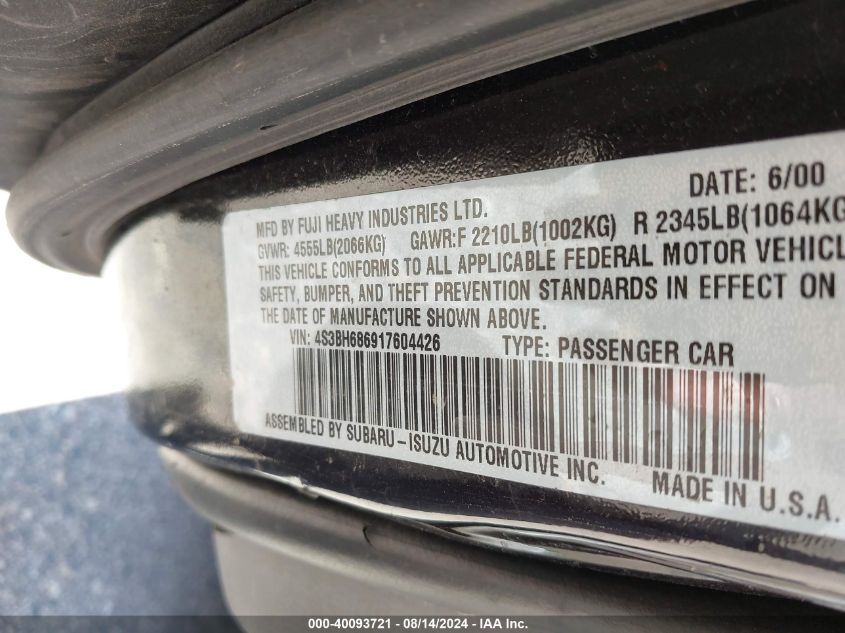 DATE: 6/00
MFD BY FUJI HEAVY INDUSTRIES LTD.
GVWR: 4555LB(2066KG) GAWR:F 2210LB(1002KG) R 2345LB(1064KG
THIS VEHICLE CONFORMS TO ALL APPLICABLE FEDERAL MOTOR VEHICL
SAFETY, BUMPER, AND THEFT PREVENTION STANDARDS IN EFFECT ON
THE DATE OF MANUFACTURE SHOWN ABOVE.
VIN: 4S3BH686917604426 TYPE: PASSENGER CAR
ASSEMBLED BY SUBARU-ISUZU AUTOMOTIVE INC. MADE IN U.S.A.
000-40093721 - 08/14/2024 - IAA Inc.